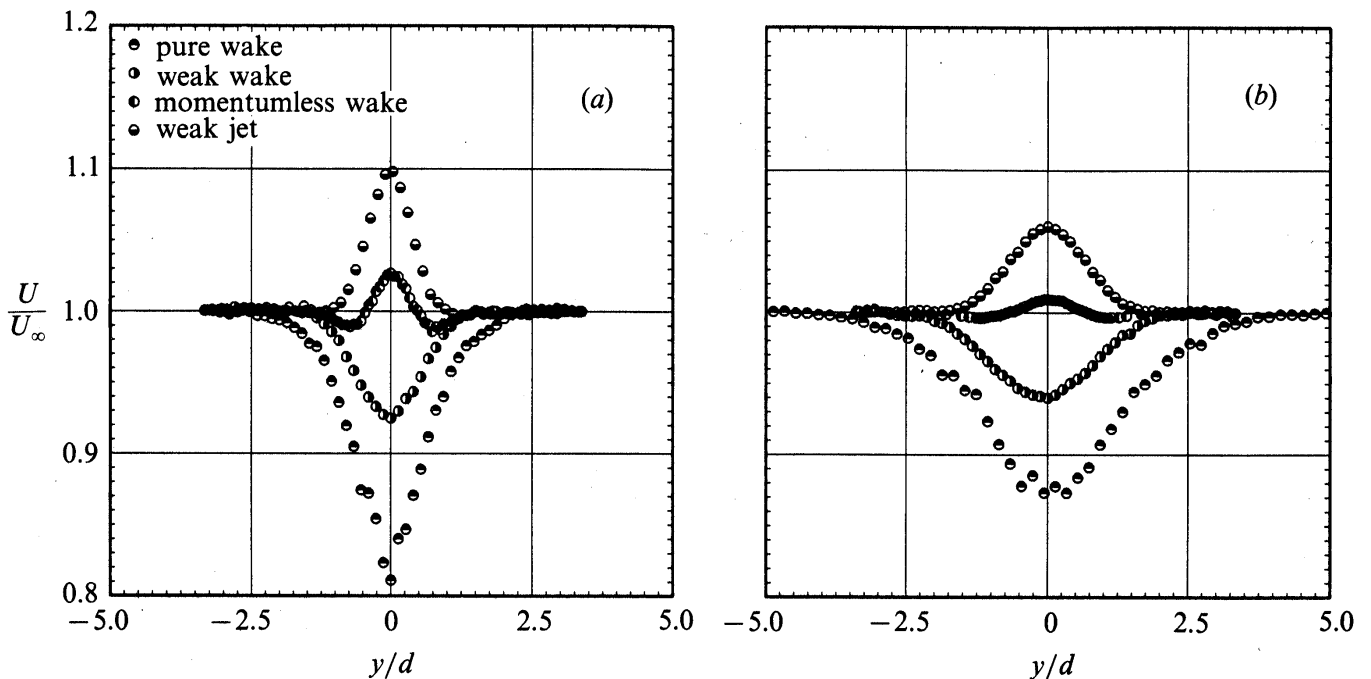 1.2
pure wake
weak wake
momentumless wake
weak jet
(a)
(b)
1.1
U
U∞
1.0
0.9
0.8
−5.0 −2.5 0 2.5 5.0
−5.0 −2.5 0 2.5 5.0
y/d
y/d